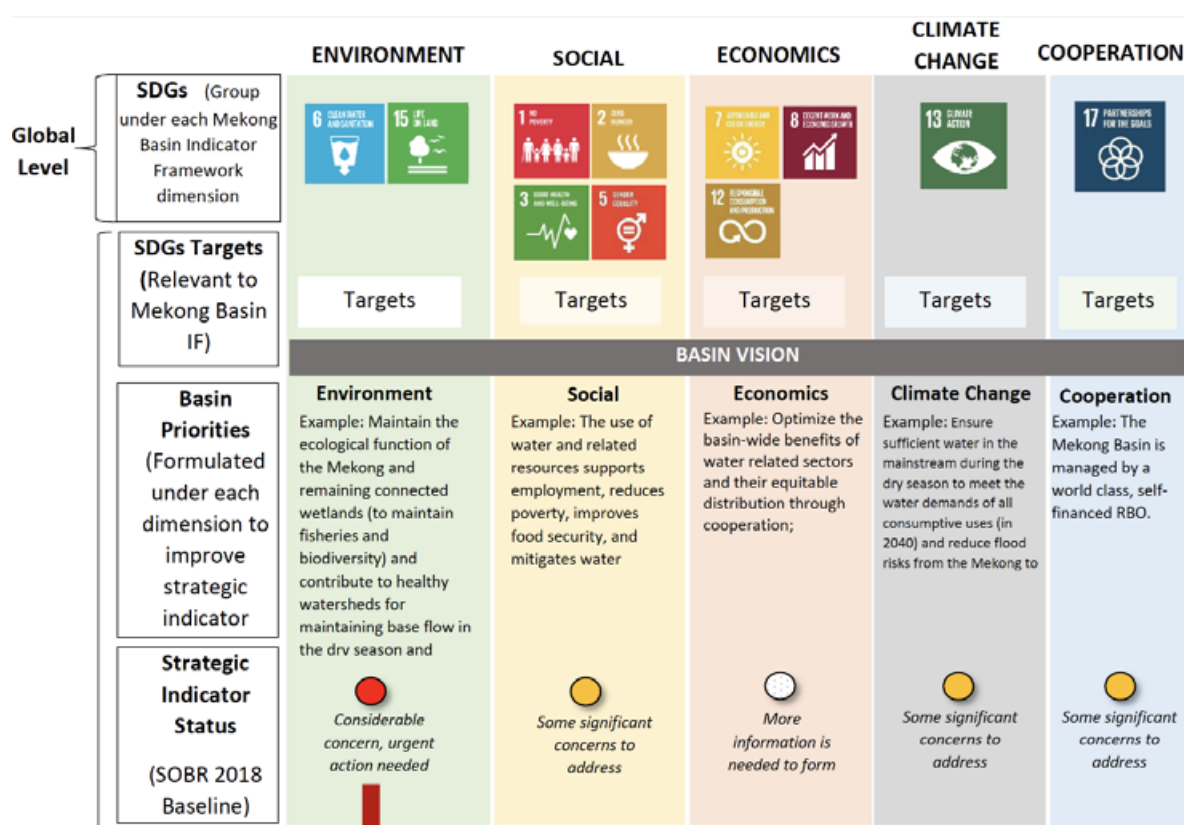 ENVIRONMENT
SOCIAL
ECONOMICS
CLIMATE
CHANGE
COOPERATION
Global
Level
SDGs (Group
under each Mekong
Basin Indicator
Framework
dimension
6 CLEAN WATER
AND SANITATION
15 LIFE
ON LAND
1 NO
POVERTY
2 ZERO
HUNGER
3 GOOD HEALTH
AND WELL-BEING
5 GENDER
EQUALITY
7 AFFORDABLE AND
CLEAN ENERGY
8 DECENT WORK AND
ECONOMIC GROWTH
12 RESPONSIBLE
CONSUMPTION
AND PRODUCTION
13 CLIMATE
ACTION
17 PARTNERSHIPS
FOR THE GOALS
SDGs Targets
(Relevant to
Mekong Basin
IF)
Targets
Targets
Targets
Targets
Targets
BASIN VISION
Basin
Priorities
(Formulated
under each
dimension to
improve
strategic
indicator
Environment
Example: Maintain the
ecological function of
the Mekong and
remaining connected
wetlands (to maintain
fisheries and
biodiversity) and
contribute to healthy
watersheds for
maintaining base flow in
the dry season and
Social
Example: The use of
water and related
resources supports
employment, reduces
poverty, improves
food security, and
mitigates water
Economics
Example: Optimize the
basin-wide benefits of
water related sectors
and their equitable
distribution through
cooperation;
Climate Change
Example: Ensure
sufficient water in the
mainstream during the
dry season to meet the
water demands of all
consumptive uses (in
2040) and reduce flood
risks from the Mekong to
Cooperation
Example: The
Mekong Basin is
managed by a
world class, self-
financed RBO.
Strategic
Indicator
Status
(SOBR 2018
Baseline)
Considerable
concern, urgent
action needed
Some significant
concerns to
address
More
information is
needed to form
Some significant
concerns to
address
Some significant
concerns to
address